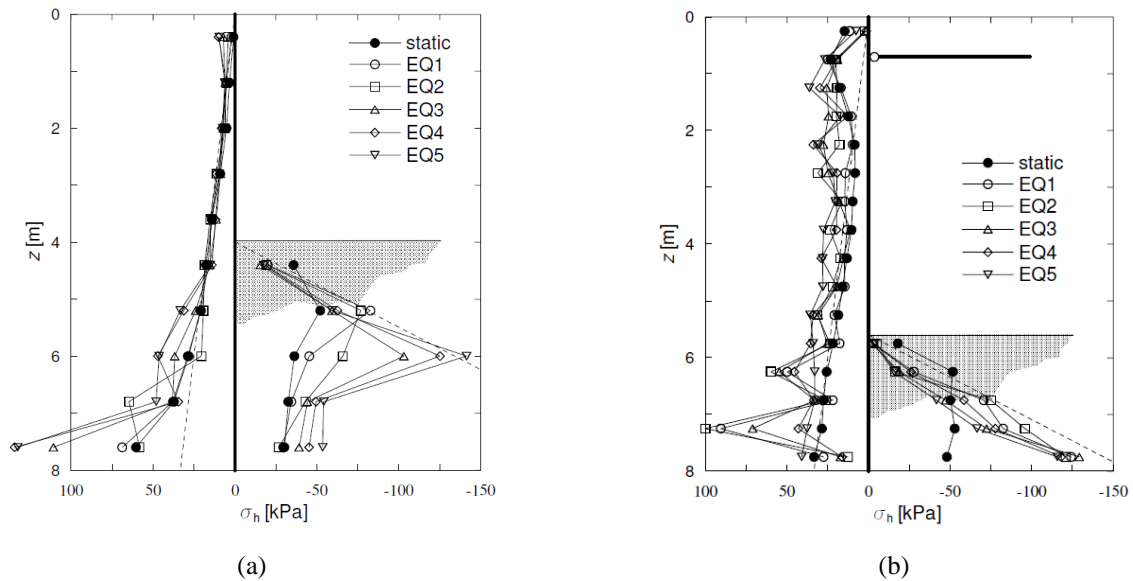 0
2
4
6
8
z [m]
100
50
0
-50
-100
-150
σh [kPa]
static
EQ1
EQ2
EQ3
EQ4
EQ5
(a)
0
2
4
6
8
z [m]
100
50
0
-50
-100
-150
σh [kPa]
static
EQ1
EQ2
EQ3
EQ4
EQ5
(b)